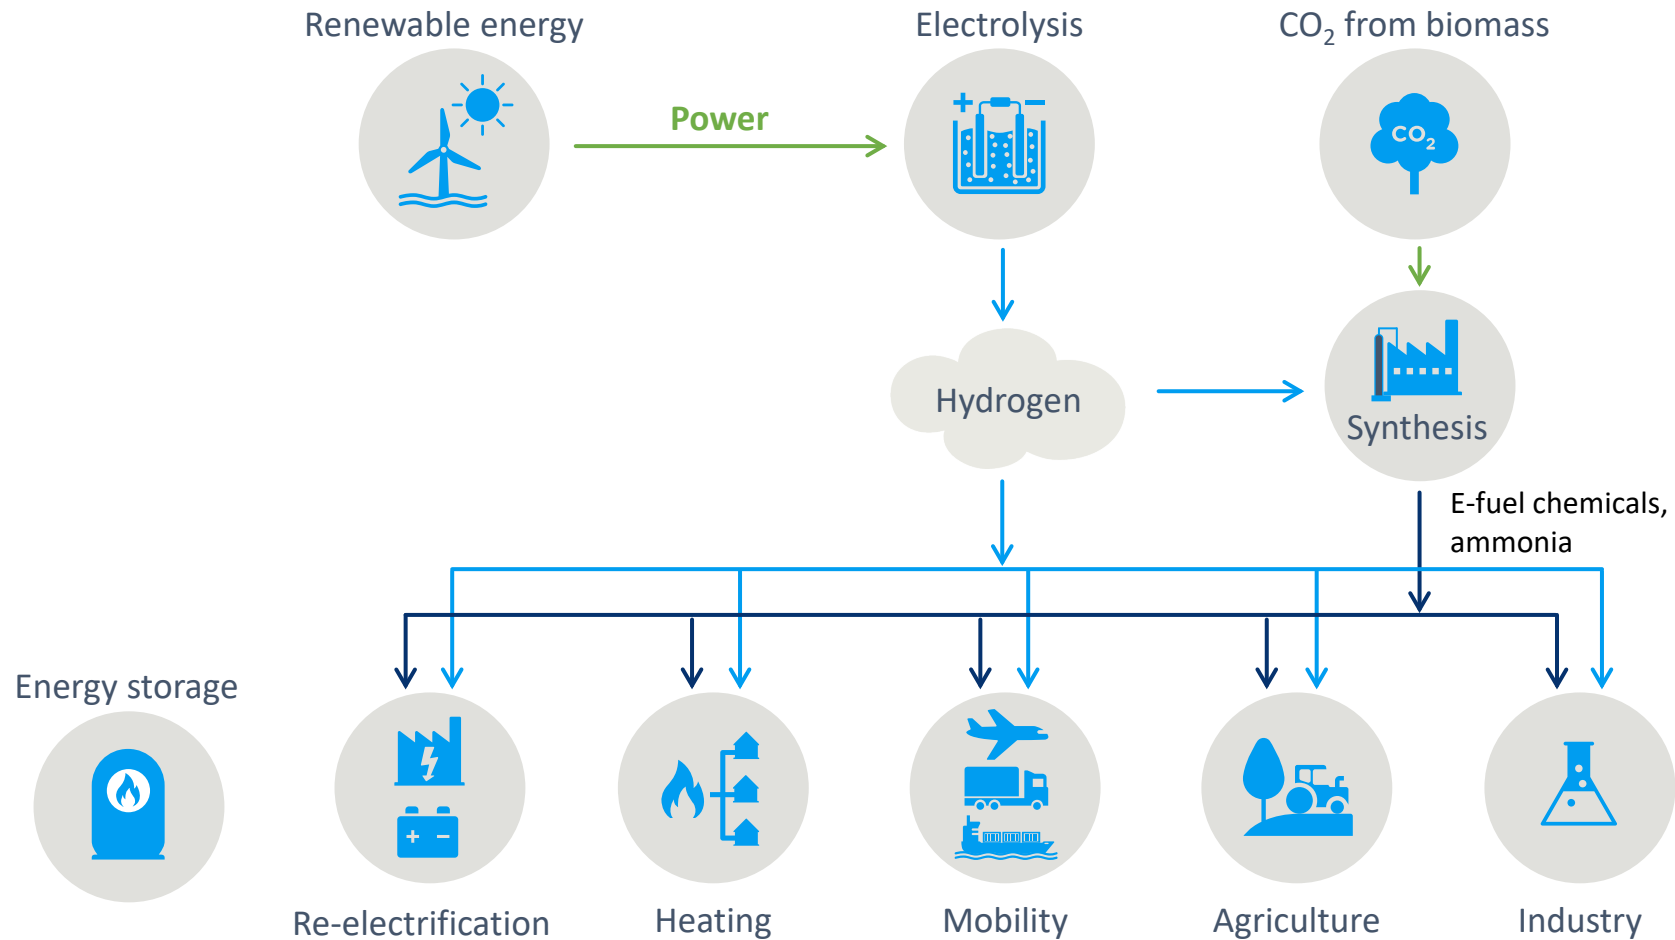 Renewable energy
Electrolysis
CO₂ from biomass
Power
CO₂
Hydrogen
Synthesis
E-fuel chemicals,
ammonia
Energy storage
Re-electrification
Heating
Mobility
Agriculture
Industry